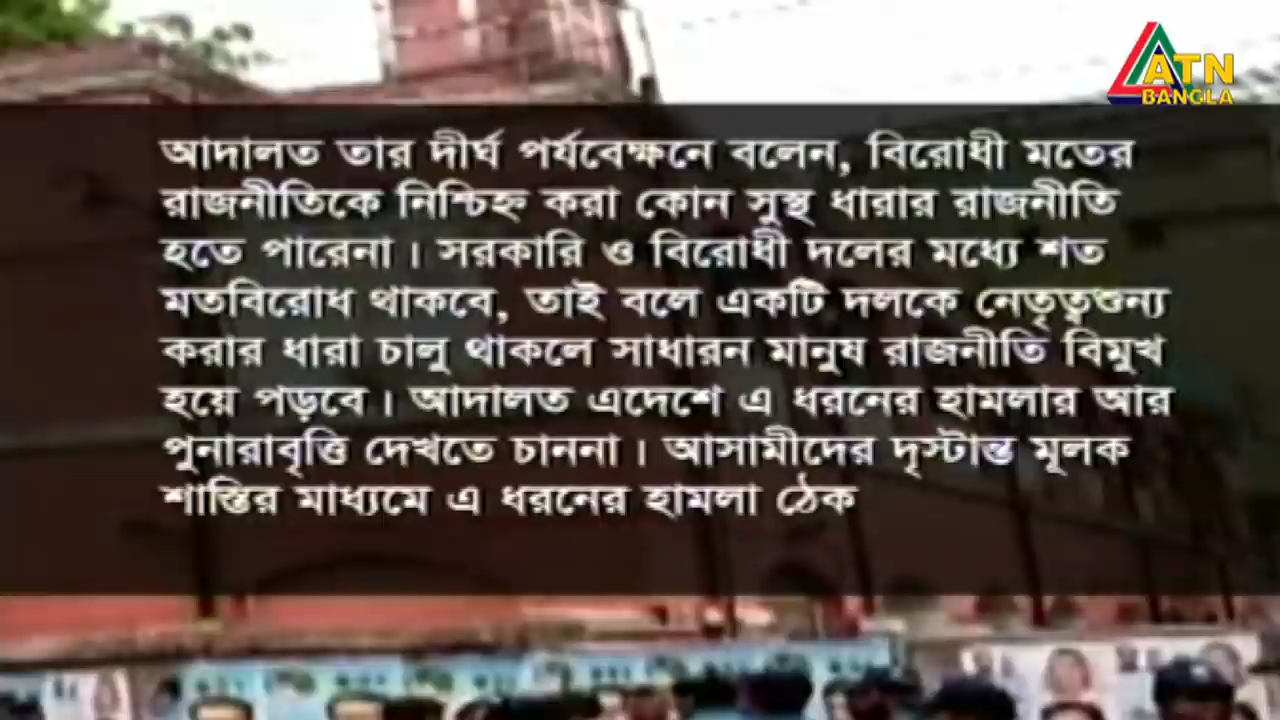 ATN
BANGLA
আদালত তার দীর্ঘ পর্যবেক্ষনে বলেন, বিরোধী মতের
রাজনীতিকে নিশ্চিহ্ন করা কোন সুস্থ ধারার রাজনীতি
হতে পারেনা। সরকারি ও বিরোধী দলের মধ্যে শত
মতবিরোধ থাকবে, তাই বলে একটি দলকে নেতৃত্বশুন্য
করার ধারা চালু থাকলে সাধারন মানুষ রাজনীতি বিমুখ
হয়ে পড়বে। আদালত এদেশে এ ধরনের হামলার আর
পুনারাবৃত্তি দেখতে চাননা। আসামীদের দৃস্টান্ত মূলক
শাস্তির মাধ্যমে এ ধরনের হামলা ঠেক